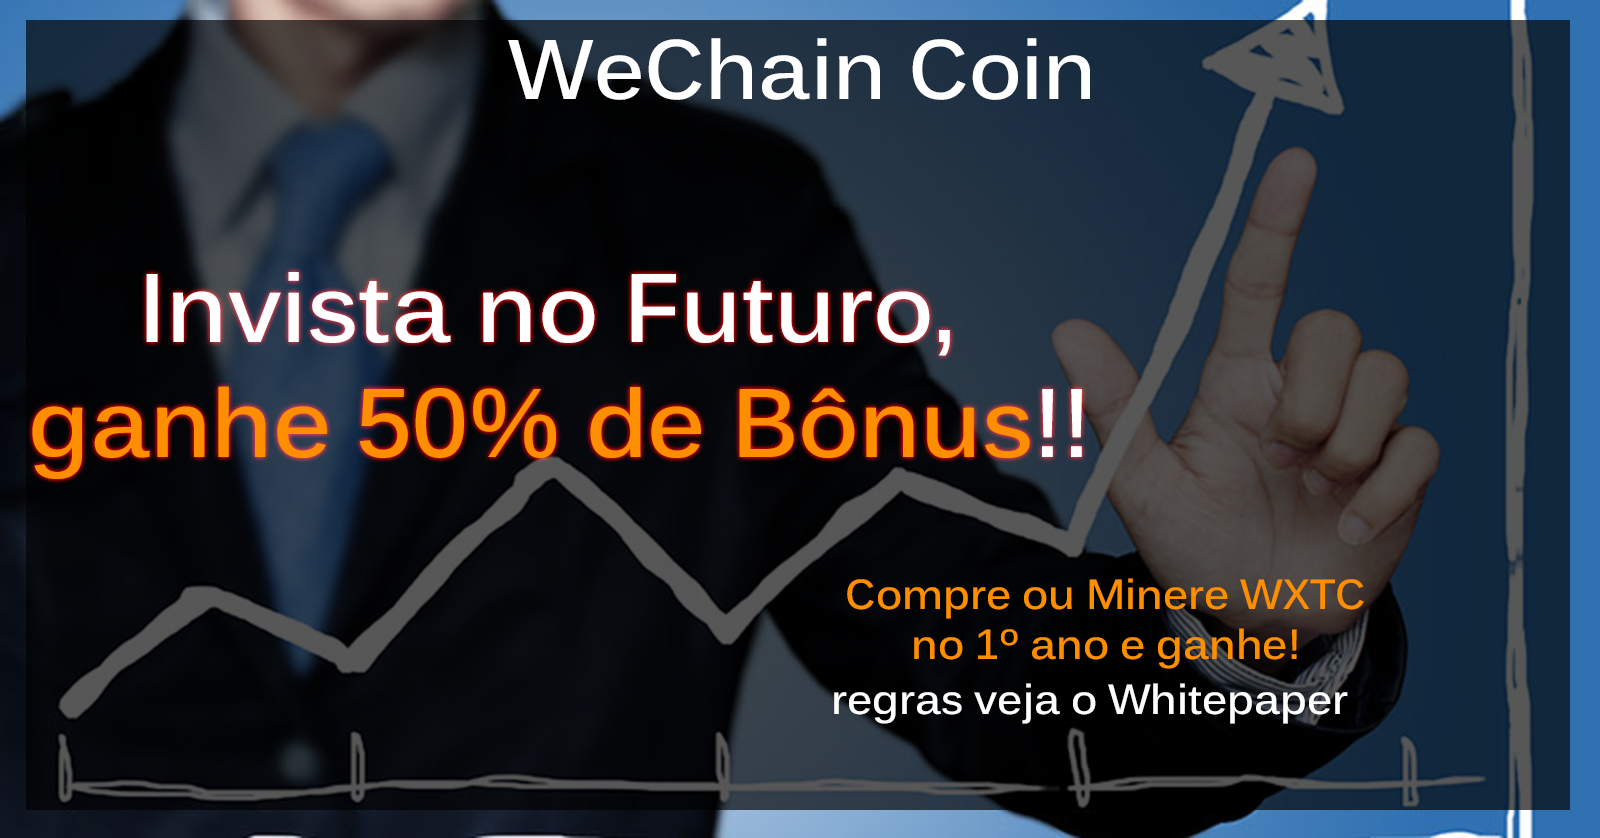 WeChain Coin
Invista no Futuro,
ganhe 50% de Bônus!!
Compre ou Minere WXTC
no 1º ano e ganhe!
regras veja o Whitepaper